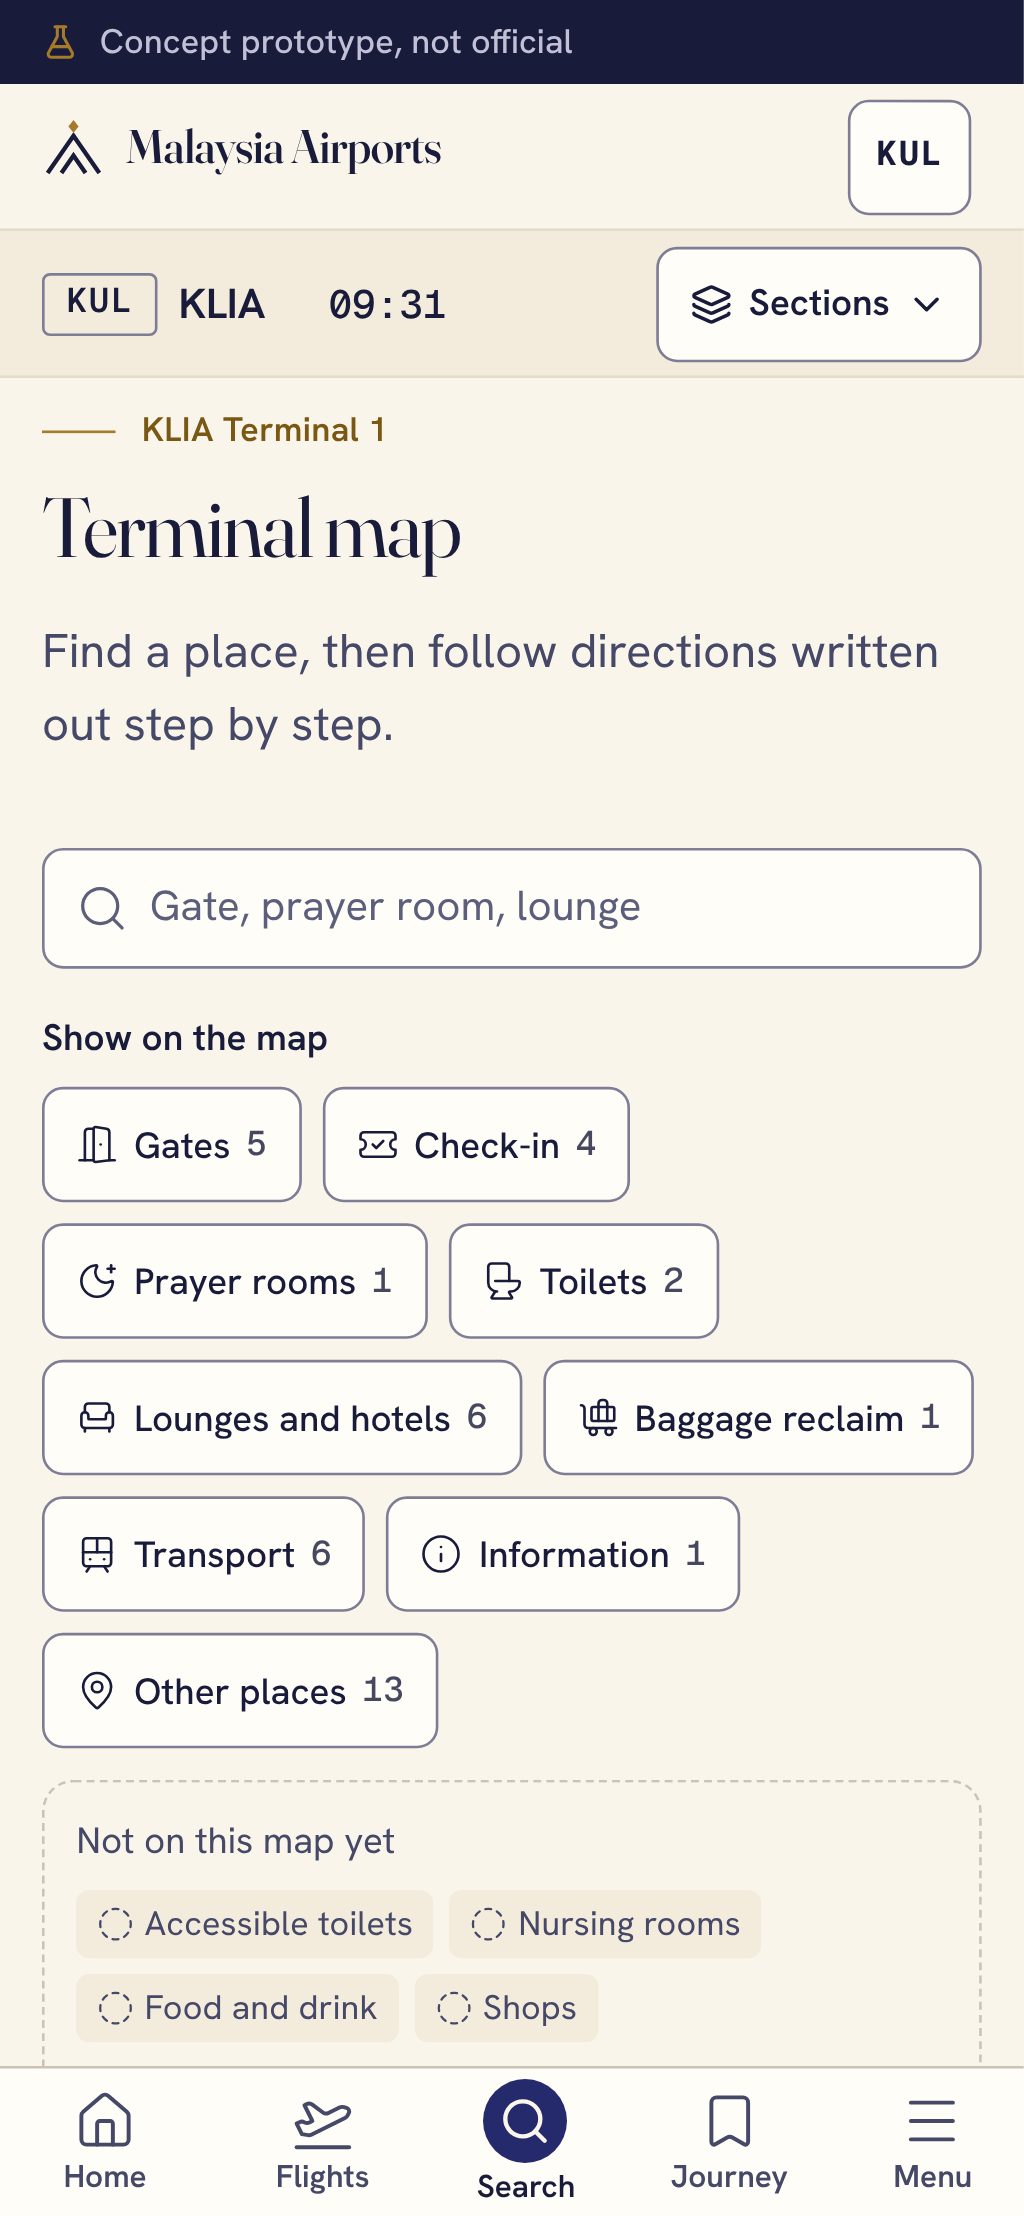 Concept prototype, not official
Malaysia Airports
KUL
KUL KLIA 09:31 Sections
KLIA Terminal 1
Terminal map
Find a place, then follow directions written
out step by step.
Gate, prayer room, lounge
Show on the map
Gates 5 Check-in 4
Prayer rooms 1 Toilets 2
Lounges and hotels 6 Baggage reclaim 1
Transport 6 Information 1
Other places 13
Not on this map yet
Accessible toilets Nursing rooms
Food and drink Shops
Home Flights Search Journey Menu